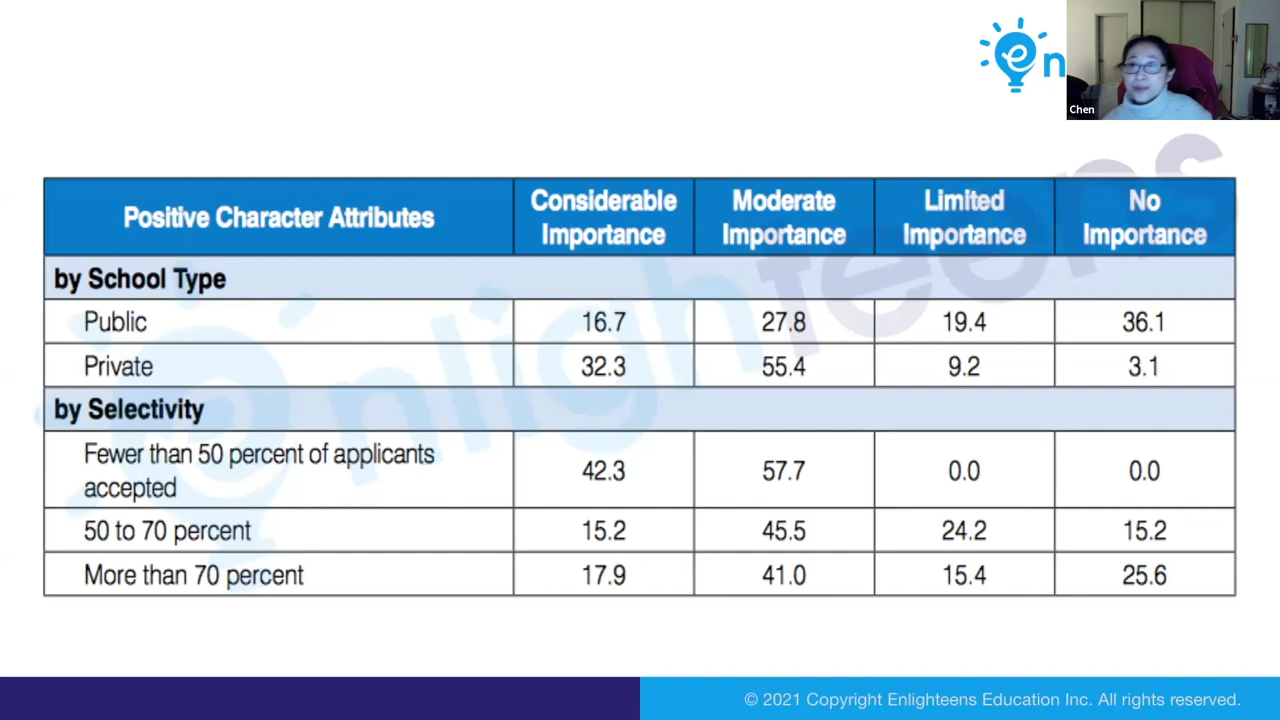 en
Chen
Positive Character Attributes
Considerable
Importance
Moderate
Importance
Limited
Importance
No
Importance
by School Type
Public 16.7 27.8 19.4 36.1
Private 32.3 55.4 9.2 3.1
by Selectivity
Fewer than 50 percent of applicants
accepted 42.3 57.7 0.0 0.0
50 to 70 percent 15.2 45.5 24.2 15.2
More than 70 percent 17.9 41.0 15.4 25.6
enlighteens
© 2021 Copyright Enlighteens Education Inc. All rights reserved.